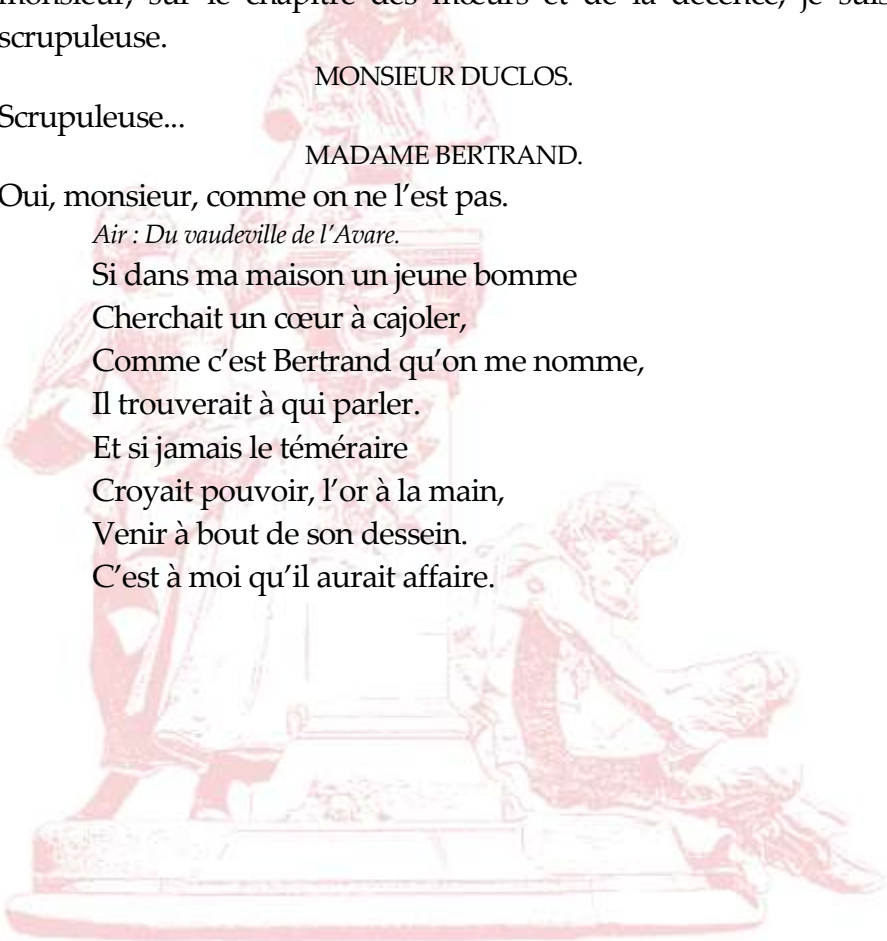 monsieur, sur le chapitre des mœurs et de la décence, je suis
scrupuleuse.
MONSIEUR DUCLOS.
Scrupuleuse...
MADAME BERTRAND.
Oui, monsieur, comme on ne l’est pas.
Air : Du vaudeville de l’Avare.
Si dans ma maison un jeune bomme
Cherchait un cœur à cajoler,
Comme c’est Bertrand qu’on me nomme,
Il trouverait à qui parler.
Et si jamais le téméraire
Croyait pouvoir, l’or à la main,
Venir à bout de son dessein.
C’est à moi qu’il aurait affaire.